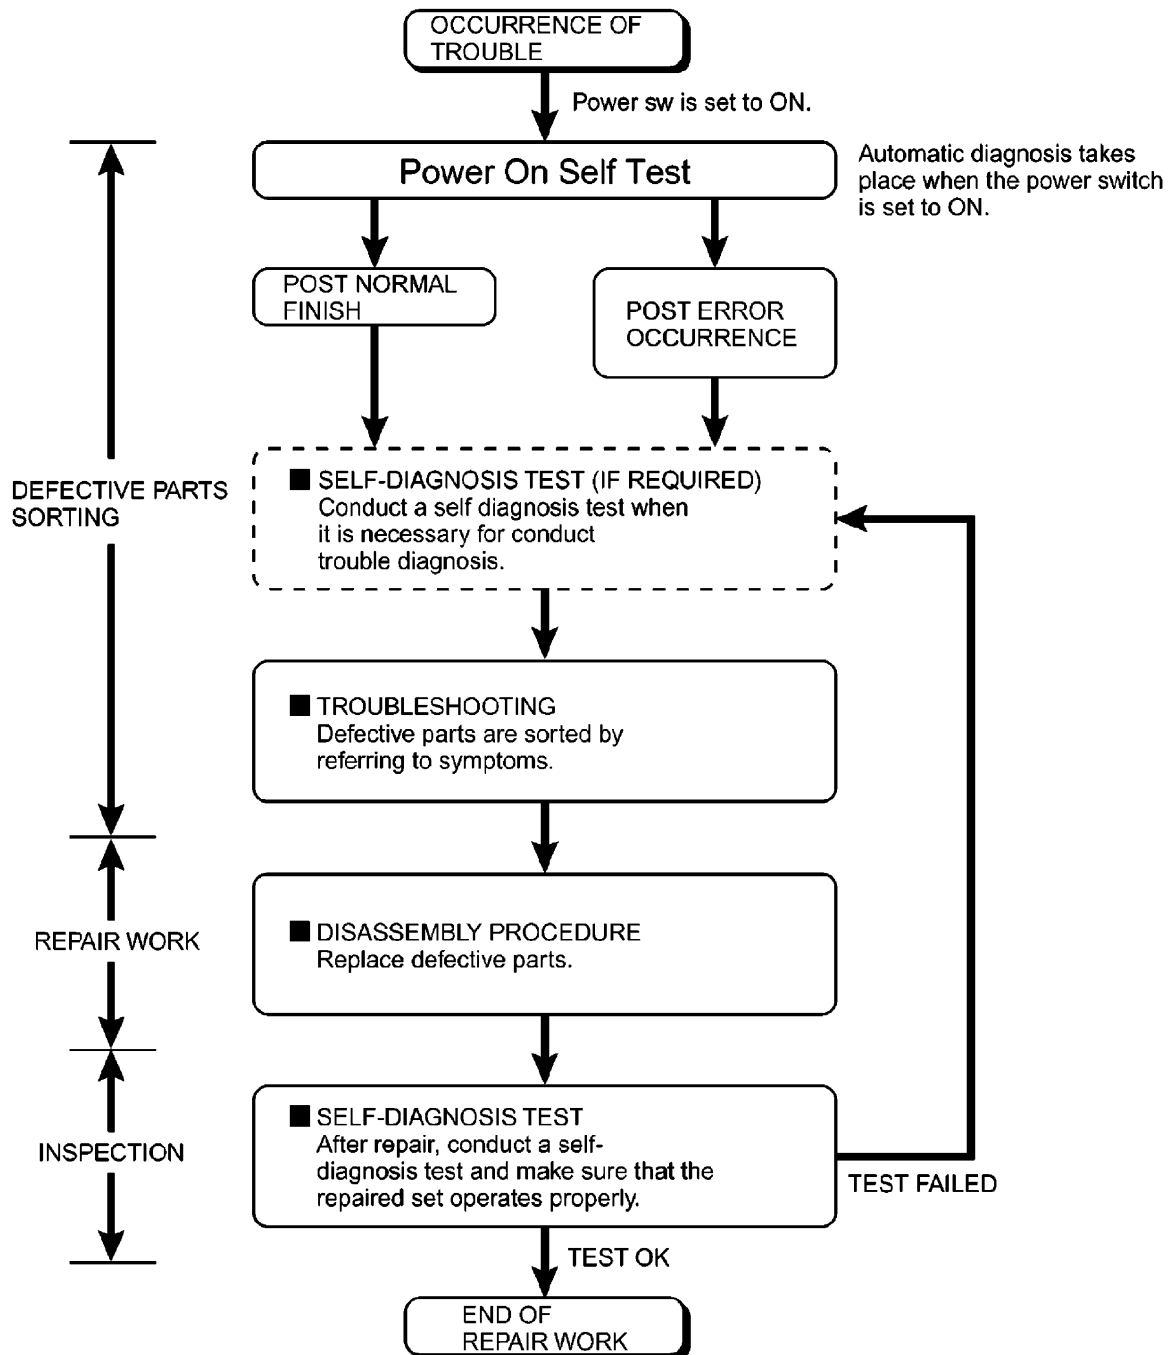 OCCURRENCE OF
TROUBLE
Power sw is set to ON.
Power On Self Test
Automatic diagnosis takes
place when the power switch
is set to ON.
POST NORMAL
FINISH
POST ERROR
OCCURRENCE
DEFECTIVE PARTS
SORTING
■ SELF-DIAGNOSIS TEST (IF REQUIRED)
Conduct a self diagnosis test when
it is necessary for conduct
trouble diagnosis.
■ TROUBLESHOOTING
Defective parts are sorted by
referring to symptoms.
REPAIR WORK
■ DISASSEMBLY PROCEDURE
Replace defective parts.
INSPECTION
■ SELF-DIAGNOSIS TEST
After repair, conduct a self-
diagnosis test and make sure that the
repaired set operates properly.
TEST FAILED
TEST OK
END OF
REPAIR WORK